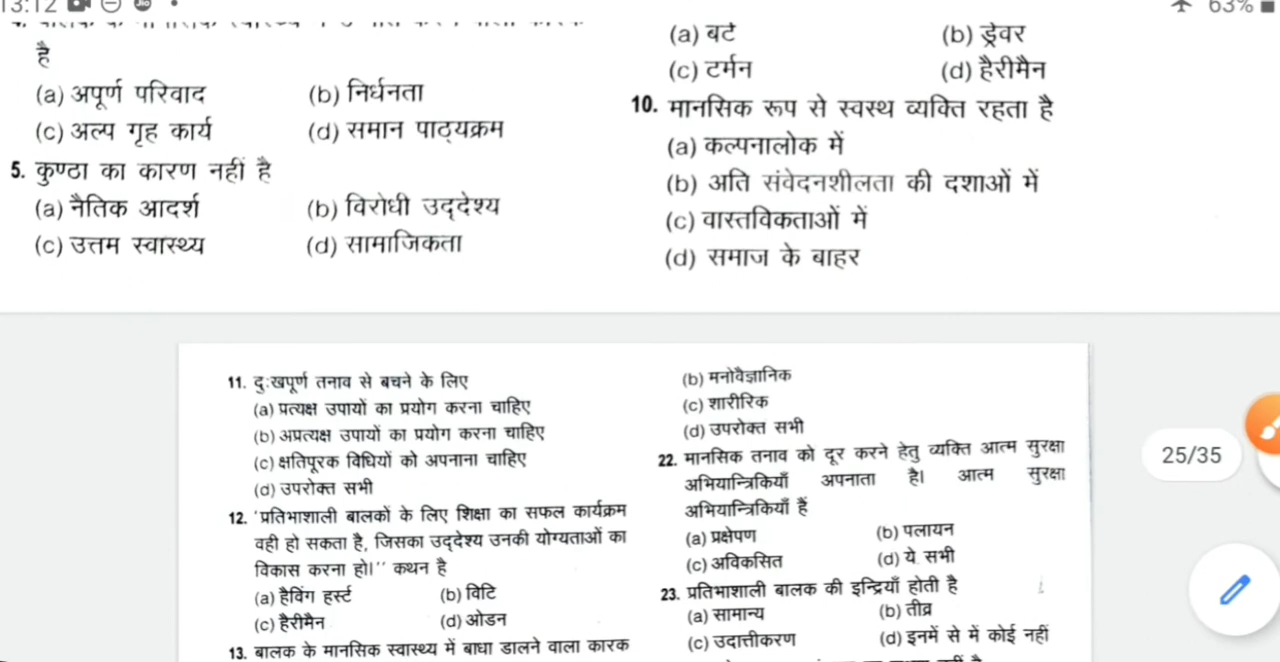 13:12
63%
है
(a) अपूर्ण परिवाद (b) निर्धनता
(c) अल्प गृह कार्य (d) समान पाठ्यक्रम
5. कुण्ठा का कारण नहीं है
(a) नैतिक आदर्श (b) विरोधी उद्देश्य
(c) उत्तम स्वास्थ्य (d) सामाजिकता
(a) बर्ट (b) ड्रेवर
(c) टर्मन (d) हैरीमैन
10. मानसिक रूप से स्वस्थ व्यक्ति रहता है
(a) कल्पनालोक में
(b) अति संवेदनशीलता की दशाओं में
(c) वास्तविकताओं में
(d) समाज के बाहर
11. दुःखपूर्ण तनाव से बचने के लिए
(a) प्रत्यक्ष उपायों का प्रयोग करना चाहिए
(b) अप्रत्यक्ष उपायों का प्रयोग करना चाहिए
(c) क्षतिपूरक विधियों को अपनाना चाहिए
(d) उपरोक्त सभी
12. 'प्रतिभाशाली बालकों के लिए शिक्षा का सफल कार्यक्रम
वही हो सकता है, जिसका उद्देश्य उनकी योग्यताओं का
विकास करना हो।'' कथन है
(a) हैविंग हर्स्ट (b) विटि
(c) हैरीमैन (d) ओडन
13. बालक के मानसिक स्वास्थ्य में बाधा डालने वाला कारक
(b) मनोवैज्ञानिक
(c) शारीरिक
(d) उपरोक्त सभी
22. मानसिक तनाव को दूर करने हेतु व्यक्ति आत्म सुरक्षा
अभियान्त्रिकियाँ अपनाता है। आत्म सुरक्षा
अभियान्त्रिकियाँ हैं
(a) प्रक्षेपण (b) पलायन
(c) अविकसित (d) ये सभी
23. प्रतिभाशाली बालक की इन्द्रियाँ होती है
(a) सामान्य (b) तीव्र
(c) उदात्तीकरण (d) इनमें से में कोई नहीं
25/35